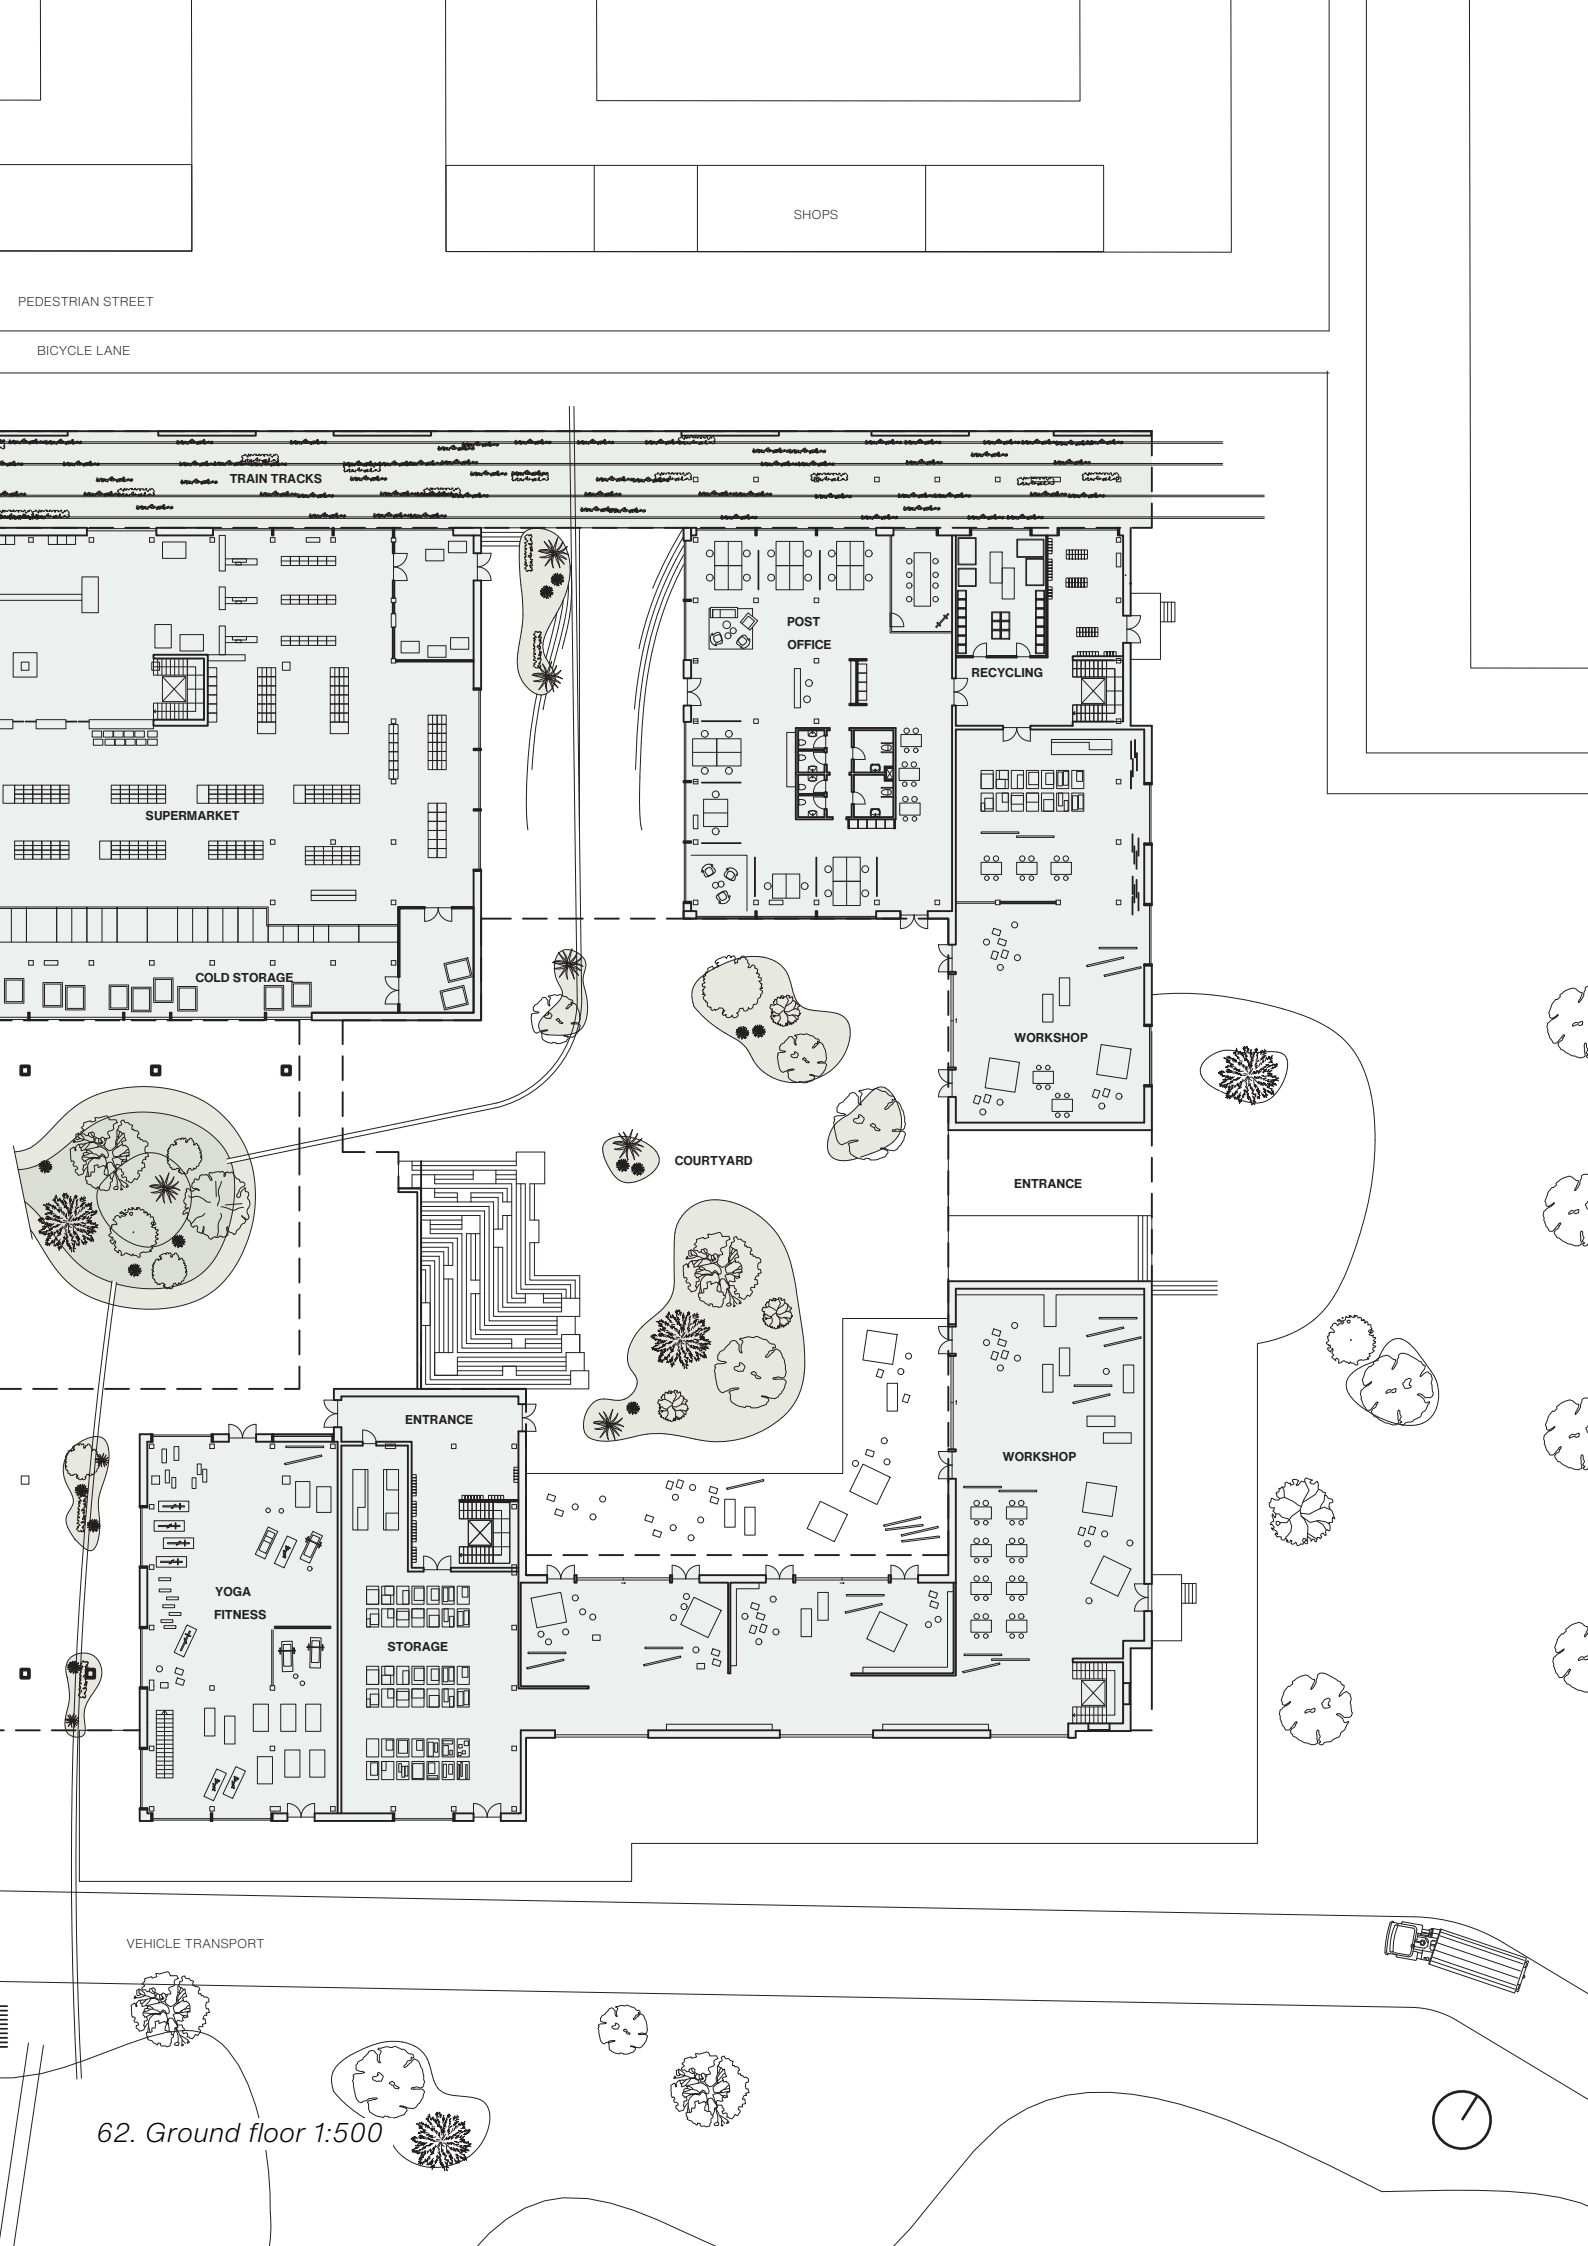 SHOPS
PEDESTRIAN STREET
BICYCLE LANE
TRAIN TRACKS
POST
OFFICE
RECYCLING
SUPERMARKET
COLD STORAGE
WORKSHOP
COURTYARD
ENTRANCE
ENTRANCE
WORKSHOP
YOGA
FITNESS
STORAGE
VEHICLE TRANSPORT
62. Ground floor 1:500